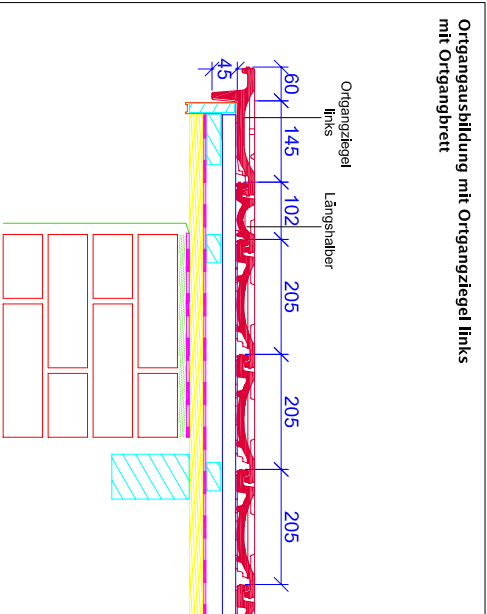 Ortgangausbildung mit Ortgangziegel links
mit Ortgangbrett
Ortgangziegel
links
Längshalber
60
145
102
205
205
205
45